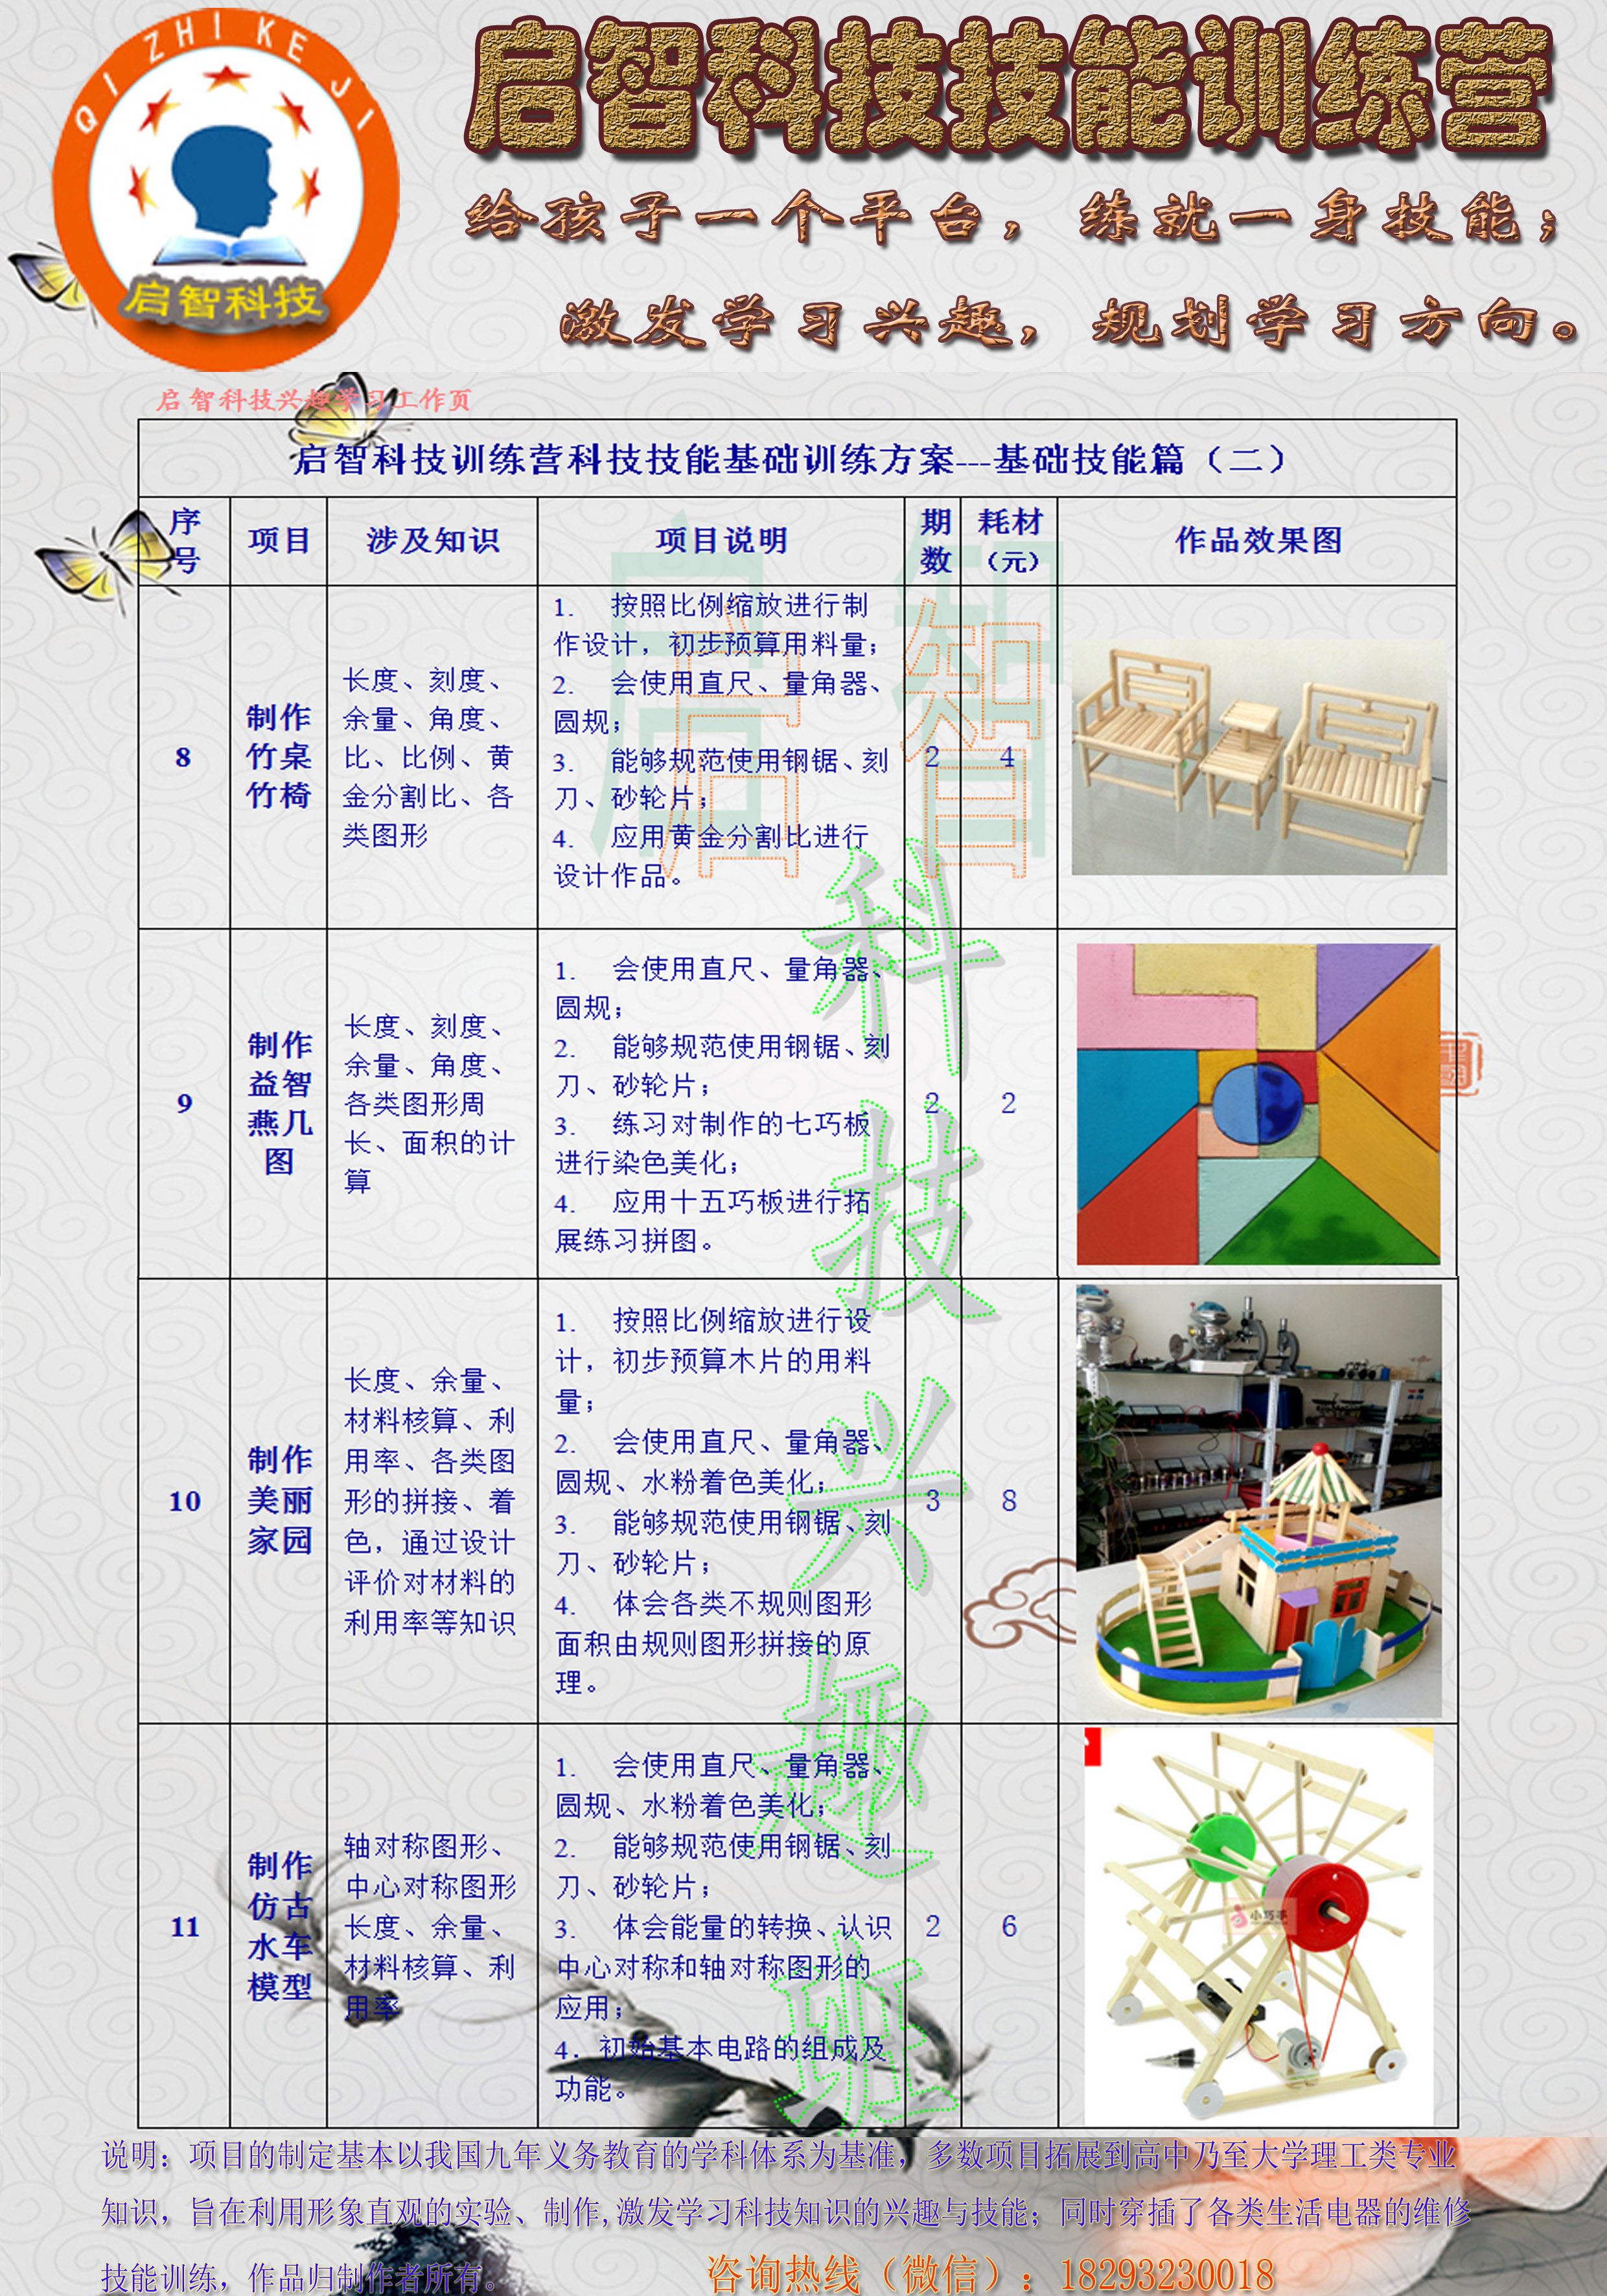 QI ZHI KE JI
启智科技
启智科技技能训练营
给孩子一个平台，练就一身技能；
激发学习兴趣，规划学习方向。
启智科技兴趣学习工作页
启智科技训练营科技技能基础训练方案---基础技能篇（二）
序号
项目
涉及知识
项目说明
期数
耗材（元）
作品效果图
8
制作
竹桌
竹椅
长度、刻度、
余量、角度、
比、比例、黄
金分割比、各
类图形
1. 按照比例缩放进行制
作设计，初步预算用料量；
2. 会使用直尺、量角器、
圆规；
3. 能够规范使用钢锯、刻
刀、砂轮片；
4. 应用黄金分割比进行
设计作品。
2
4
9
制作
益智
燕几
图
长度、刻度、
余量、角度、
各类图形周
长、面积的计
算
1. 会使用直尺、量角器、
圆规；
2. 能够规范使用钢锯、刻
刀、砂轮片；
3. 练习对制作的七巧板
进行染色美化；
4. 应用十五巧板进行拓
展练习拼图。
2
2
10
制作
美丽
家园
长度、余量、
材料核算、利
用率、各类图
形的拼接、着
色，通过设计
评价对材料的
利用率等知识
1. 按照比例缩放进行设
计，初步预算木片的用料
量；
2. 会使用直尺、量角器、
圆规、水粉着色美化；
3. 能够规范使用钢锯、刻
刀、砂轮片；
4. 体会各类不规则图形
面积由规则图形拼接的原
理。
3
8
11
制作
仿古
水车
模型
轴对称图形、
中心对称图形
长度、余量、
材料核算、利
用率
1. 会使用直尺、量角器、
圆规、水粉着色美化；
2. 能够规范使用钢锯、刻
刀、砂轮片；
3. 体会能量的转换、认识
中心对称和轴对称图形的
应用；
4. 初始基本电路的组成及
功能。
2
6
小巧手
启智
启智
科技兴趣班
说明：项目的制定基本以我国九年义务教育的学科体系为基准，多数项目拓展到高中乃至大学理工类专业
知识，旨在利用形象直观的实验、制作,激发学习科技知识的兴趣与技能；同时穿插了各类生活电器的维修
技能训练，作品归制作者所有。
咨询热线（微信）：18293230018